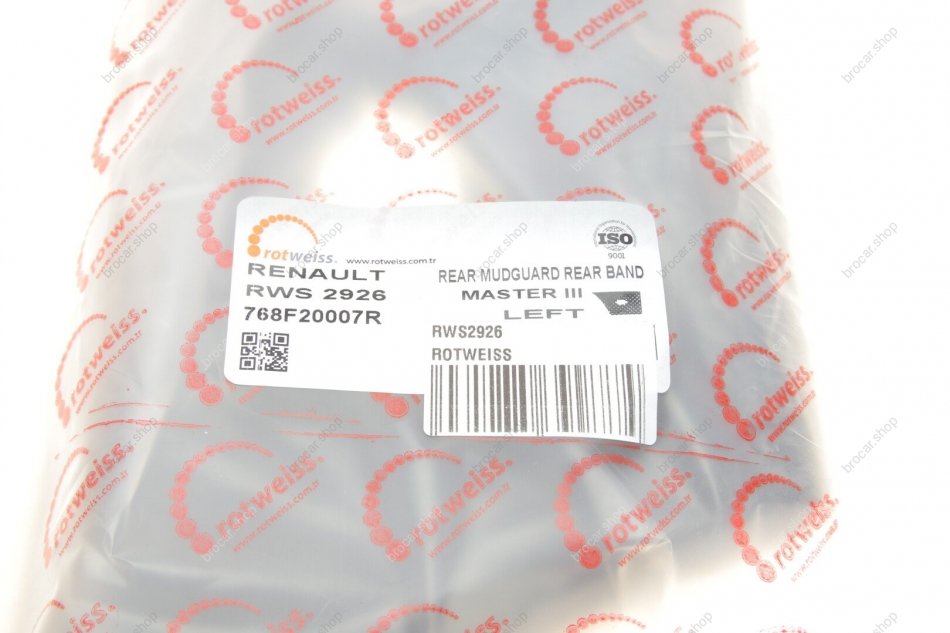 rotweiss.
www.rotweiss.com.tr
RENAULT
RWS 2926
768F20007R
ISO
9001
REAR MUDGUARD REAR BAND
MASTER III
LEFT
RWS2926
ROTWEISS
rotweiss.
www.rotweiss.com.tr
brocar.shop